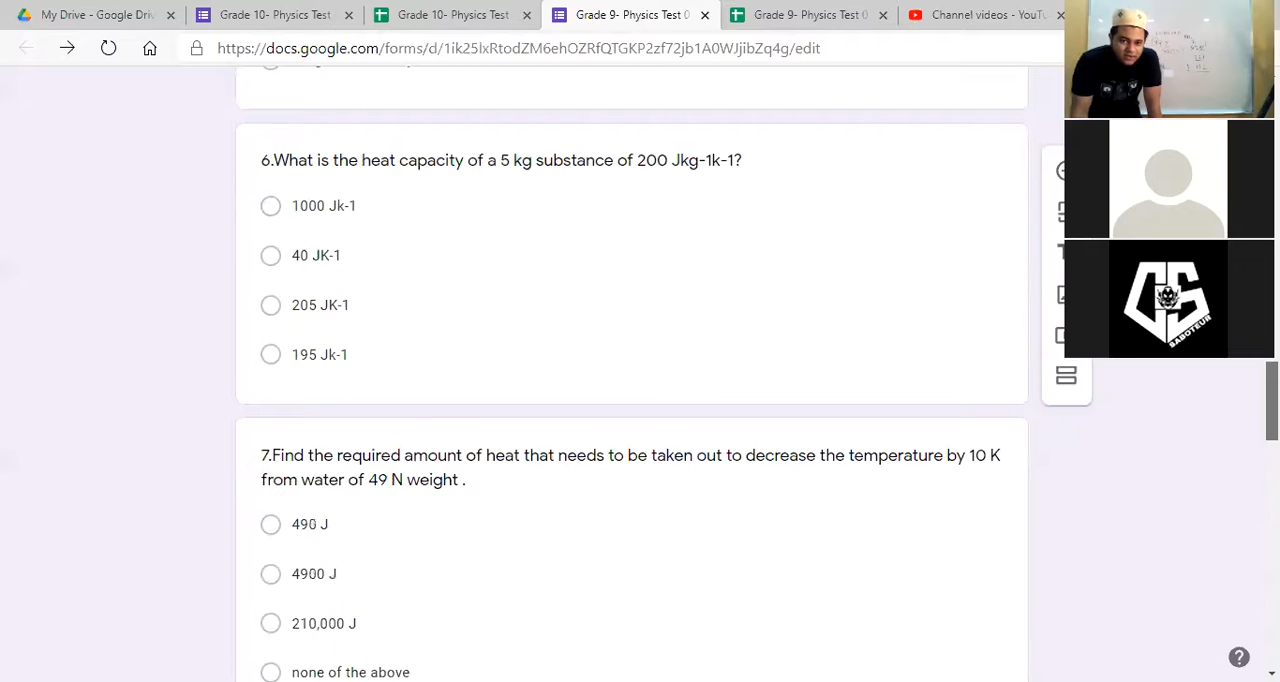 My Drive - Google Driv
Grade 10- Physics Test
Grade 10- Physics Test
Grade 9- Physics Test 0
Grade 9- Physics Test 0
Channel videos - YouTu
https://docs.google.com/forms/d/1ik25lxRtodZM6ehOZRfQTGKP2zf72jb1A0WJjibZq4g/edit
6.What is the heat capacity of a 5 kg substance of 200 Jkg-1k-1?
1000 Jk-1
40 JK-1
205 JK-1
195 Jk-1
7.Find the required amount of heat that needs to be taken out to decrease the temperature by 10 K
from water of 49 N weight .
490 J
4900 J
210,000 J
none of the above
CS
SABOTEUR